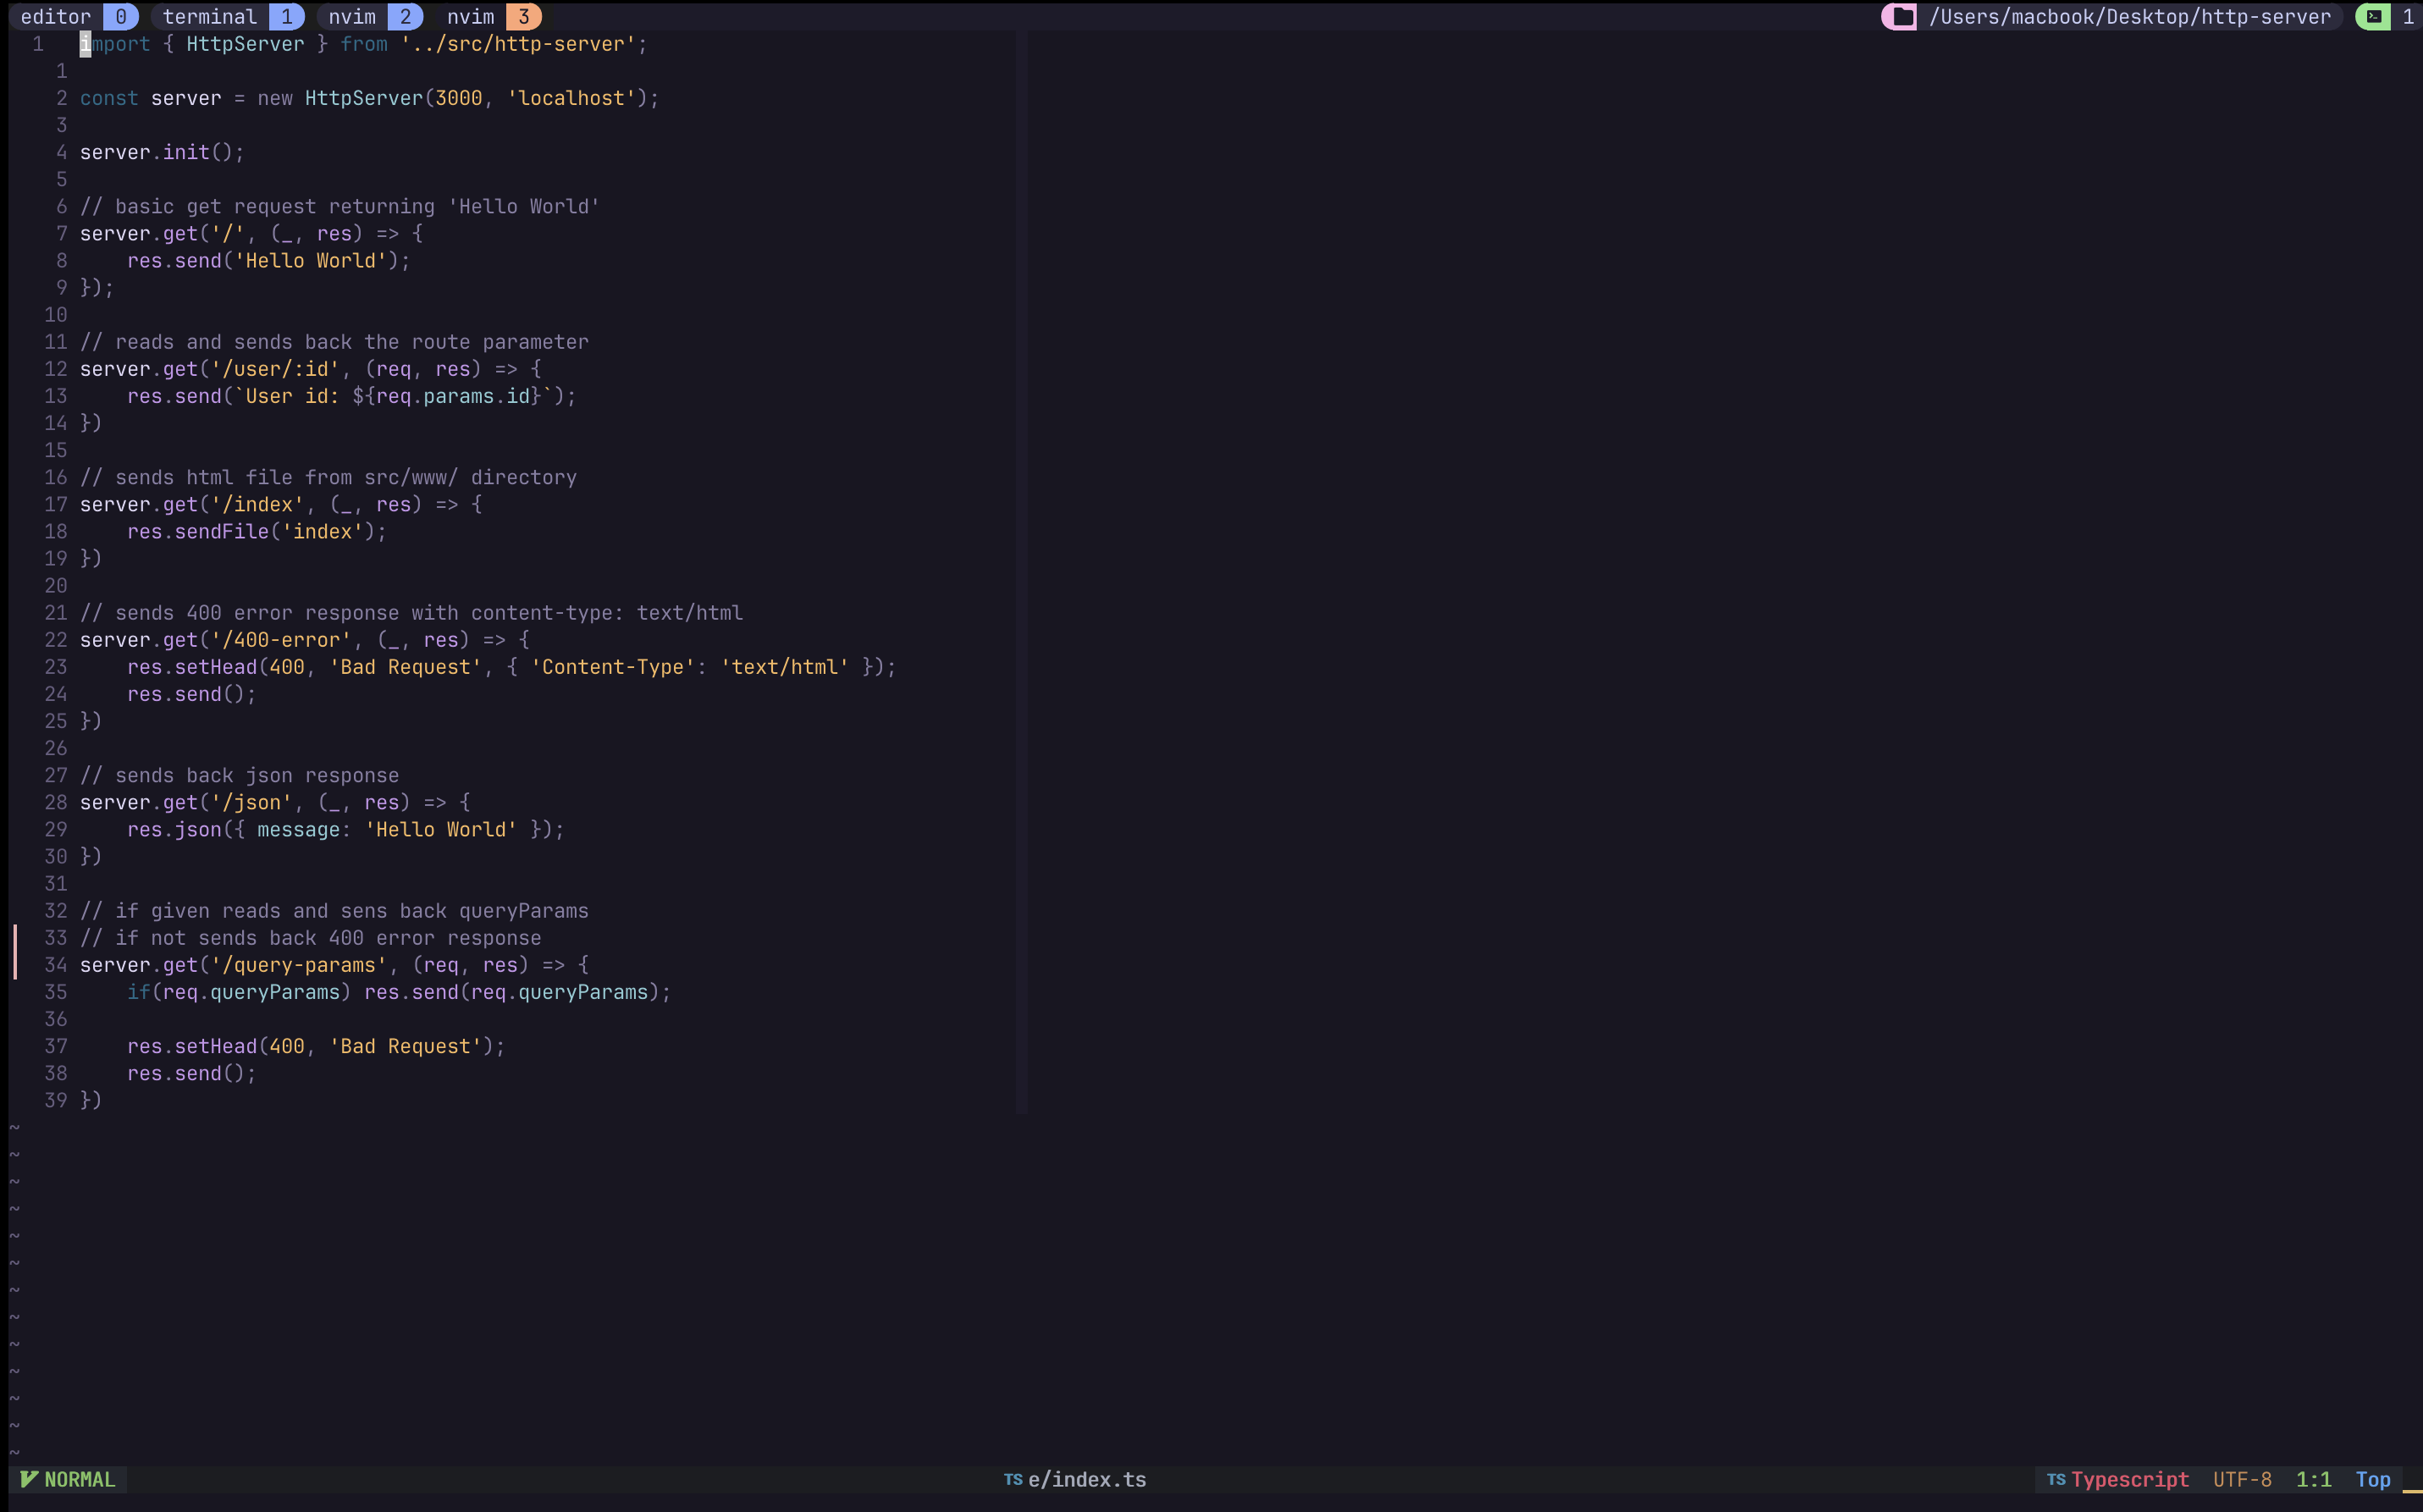 editor 0 terminal 1 nvim 2 nvim 3 /Users/macbook/Desktop/http-server 1
1 import { HttpServer } from '../src/http-server';
1
2 const server = new HttpServer(3000, 'localhost');
3
4 server.init();
5
6 // basic get request returning 'Hello World'
7 server.get('/', (_, res) => {
8     res.send('Hello World');
9 });
10
11 // reads and sends back the route parameter
12 server.get('/user/:id', (req, res) => {
13     res.send(`User id: ${req.params.id}`);
14 })
15
16 // sends html file from src/www/ directory
17 server.get('/index', (_, res) => {
18     res.sendFile('index');
19 })
20
21 // sends 400 error response with content-type: text/html
22 server.get('/400-error', (_, res) => {
23     res.setHead(400, 'Bad Request', { 'Content-Type': 'text/html' });
24     res.send();
25 })
26
27 // sends back json response
28 server.get('/json', (_, res) => {
29     res.json({ message: 'Hello World' });
30 })
31
32 // if given reads and sens back queryParams
33 // if not sends back 400 error response
34 server.get('/query-params', (req, res) => {
35     if(req.queryParams) res.send(req.queryParams);
36
37     res.setHead(400, 'Bad Request');
38     res.send();
39 })
~
~
~
~
~
~
~
~
~
~
~
~
~
NORMAL TS e/index.ts TS Typescript UTF-8 1:1 Top